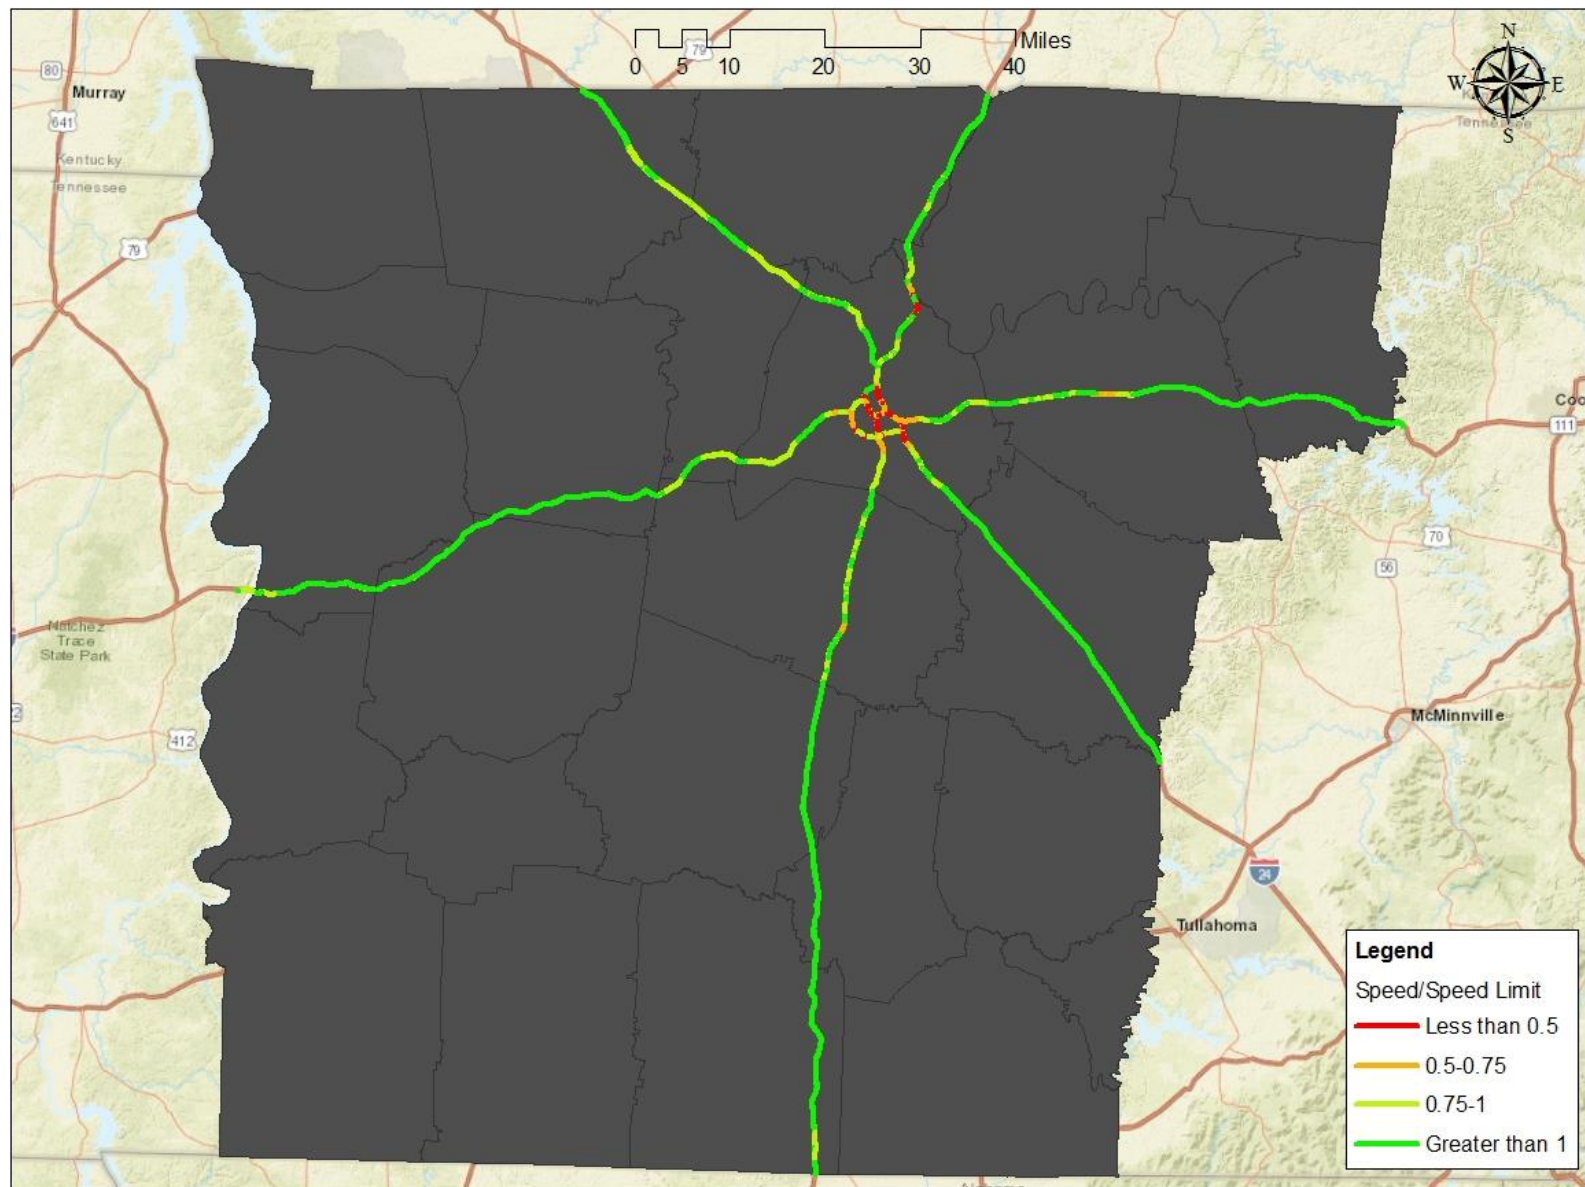 Miles
0 5 10 20 30 40
79
N
W E
S
80
Murray
641
Kentucky
Tennessee
Tennessee
79
Coo
111
70
56
Natchez
Trace
State Park
McMinnville
412
24
Tullahoma
Legend
Speed/Speed Limit
Less than 0.5
0.5-0.75
0.75-1
Greater than 1